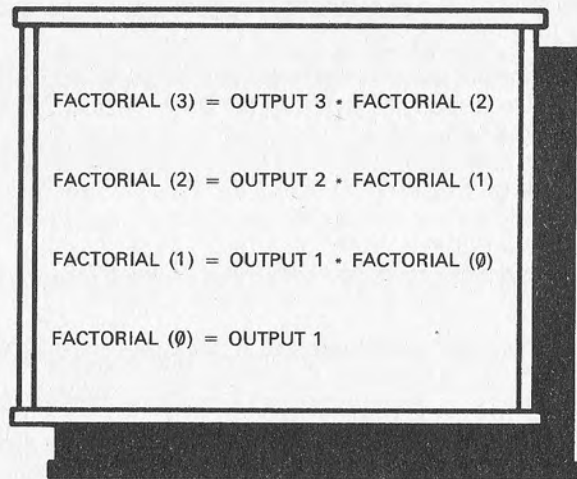 FACTORIAL (3) = OUTPUT 3 * FACTORIAL (2)
FACTORIAL (2) = OUTPUT 2 * FACTORIAL (1)
FACTORIAL (1) = OUTPUT 1 * FACTORIAL (Ø)
FACTORIAL (Ø) = OUTPUT 1